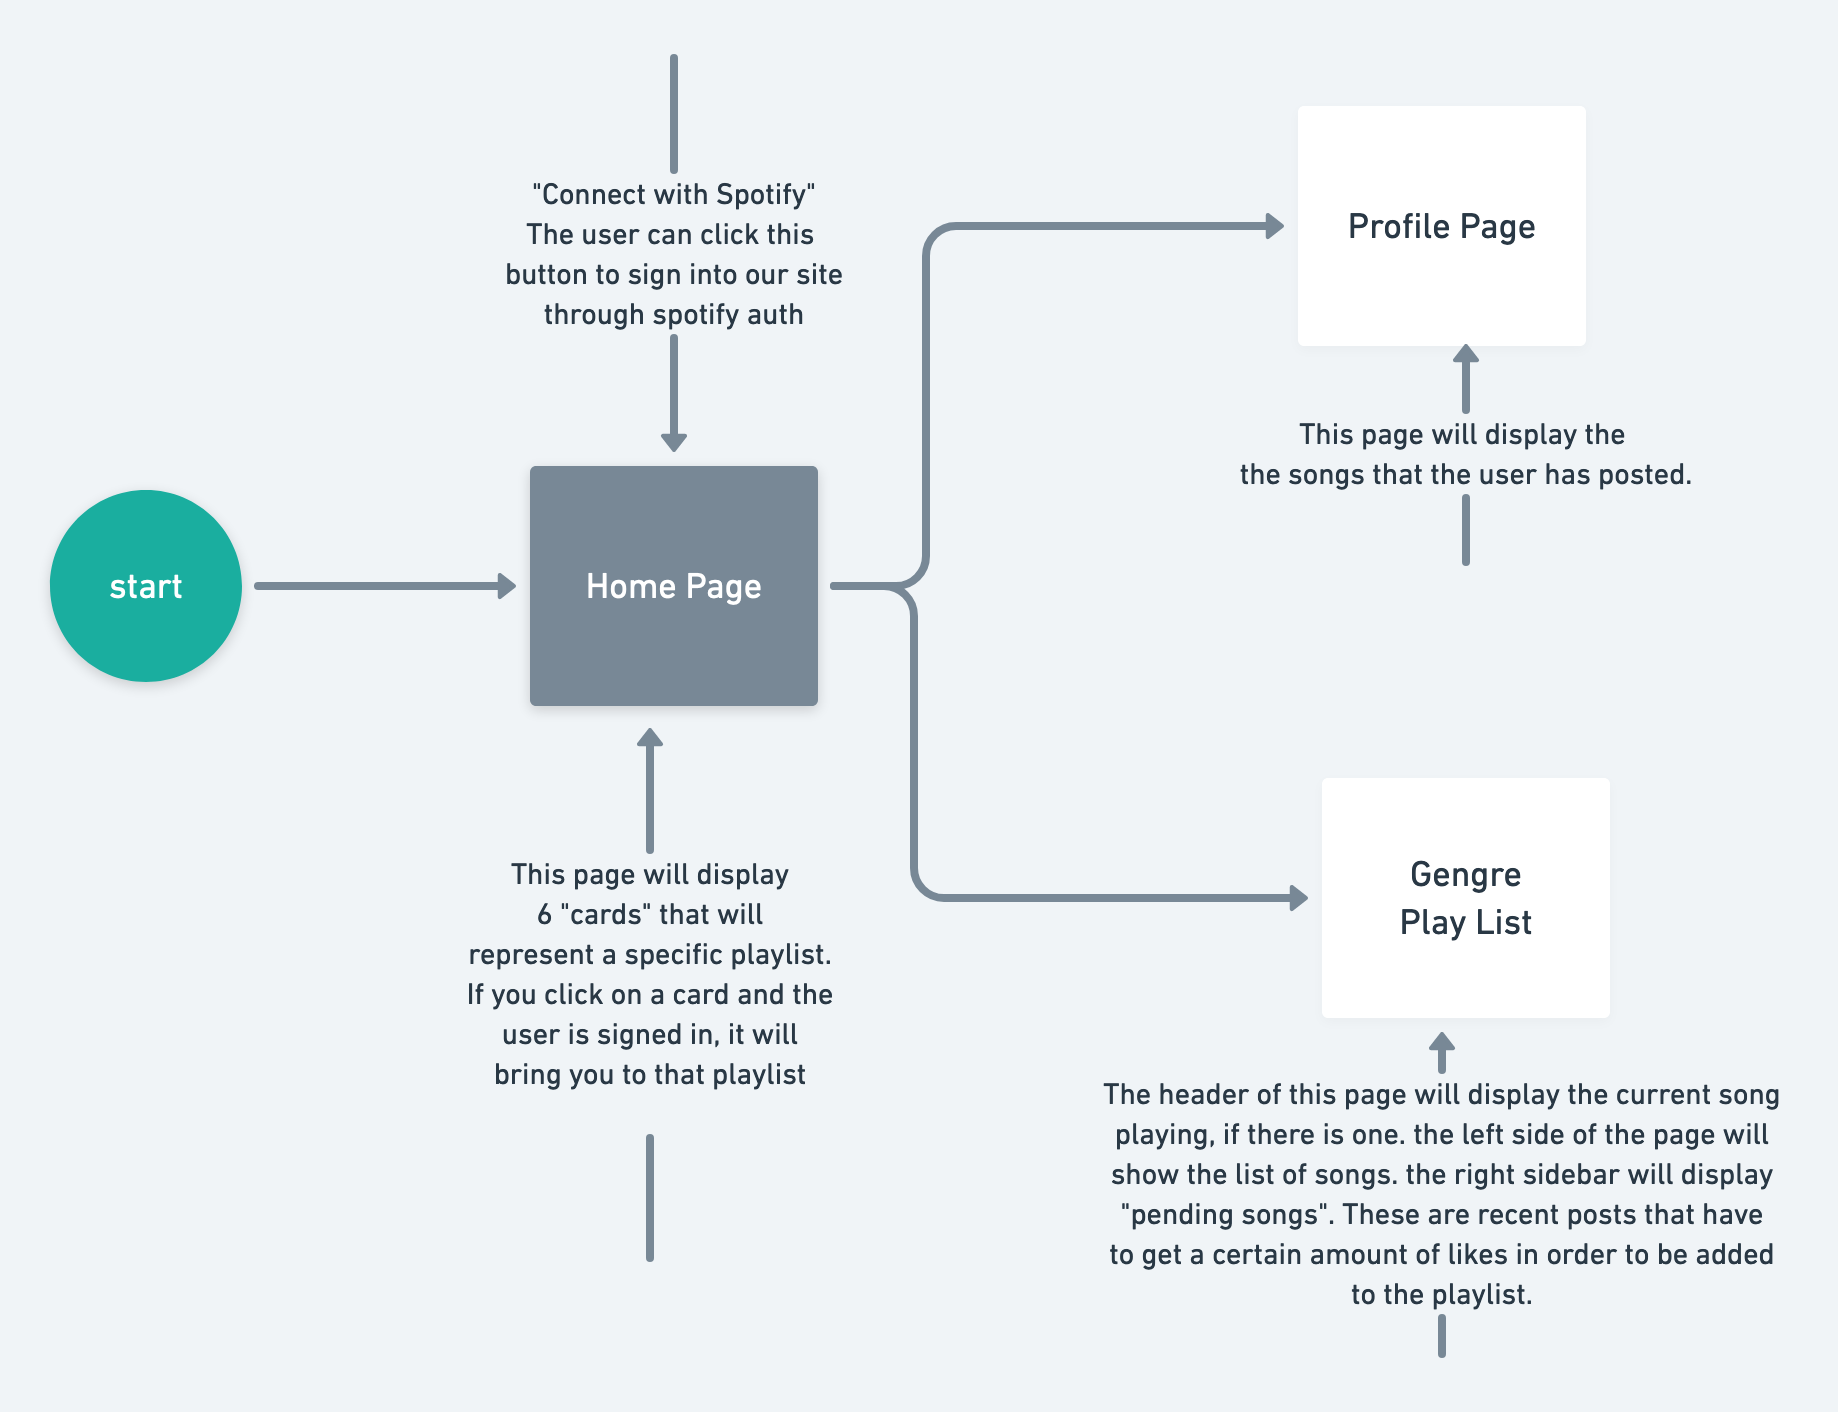 "Connect with Spotify"
The user can click this
button to sign into our site
through spotify auth
Profile Page
This page will display the
the songs that the user has posted.
start
Home Page
This page will display
6 "cards" that will
represent a specific playlist.
If you click on a card and the
user is signed in, it will
bring you to that playlist
Gengre
Play List
The header of this page will display the current song
playing, if there is one. the left side of the page will
show the list of songs. the right sidebar will display
"pending songs". These are recent posts that have
to get a certain amount of likes in order to be added
to the playlist.